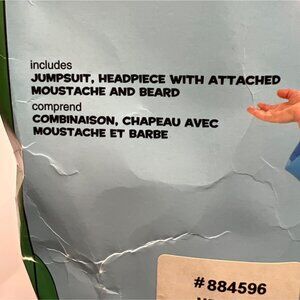 includes
JUMPSUIT, HEADPIECE WITH ATTACHED
MOUSTACHE AND BEARD
comprend
COMBINAISON, CHAPEAU AVEC
MOUSTACHE ET BARBE
#884596